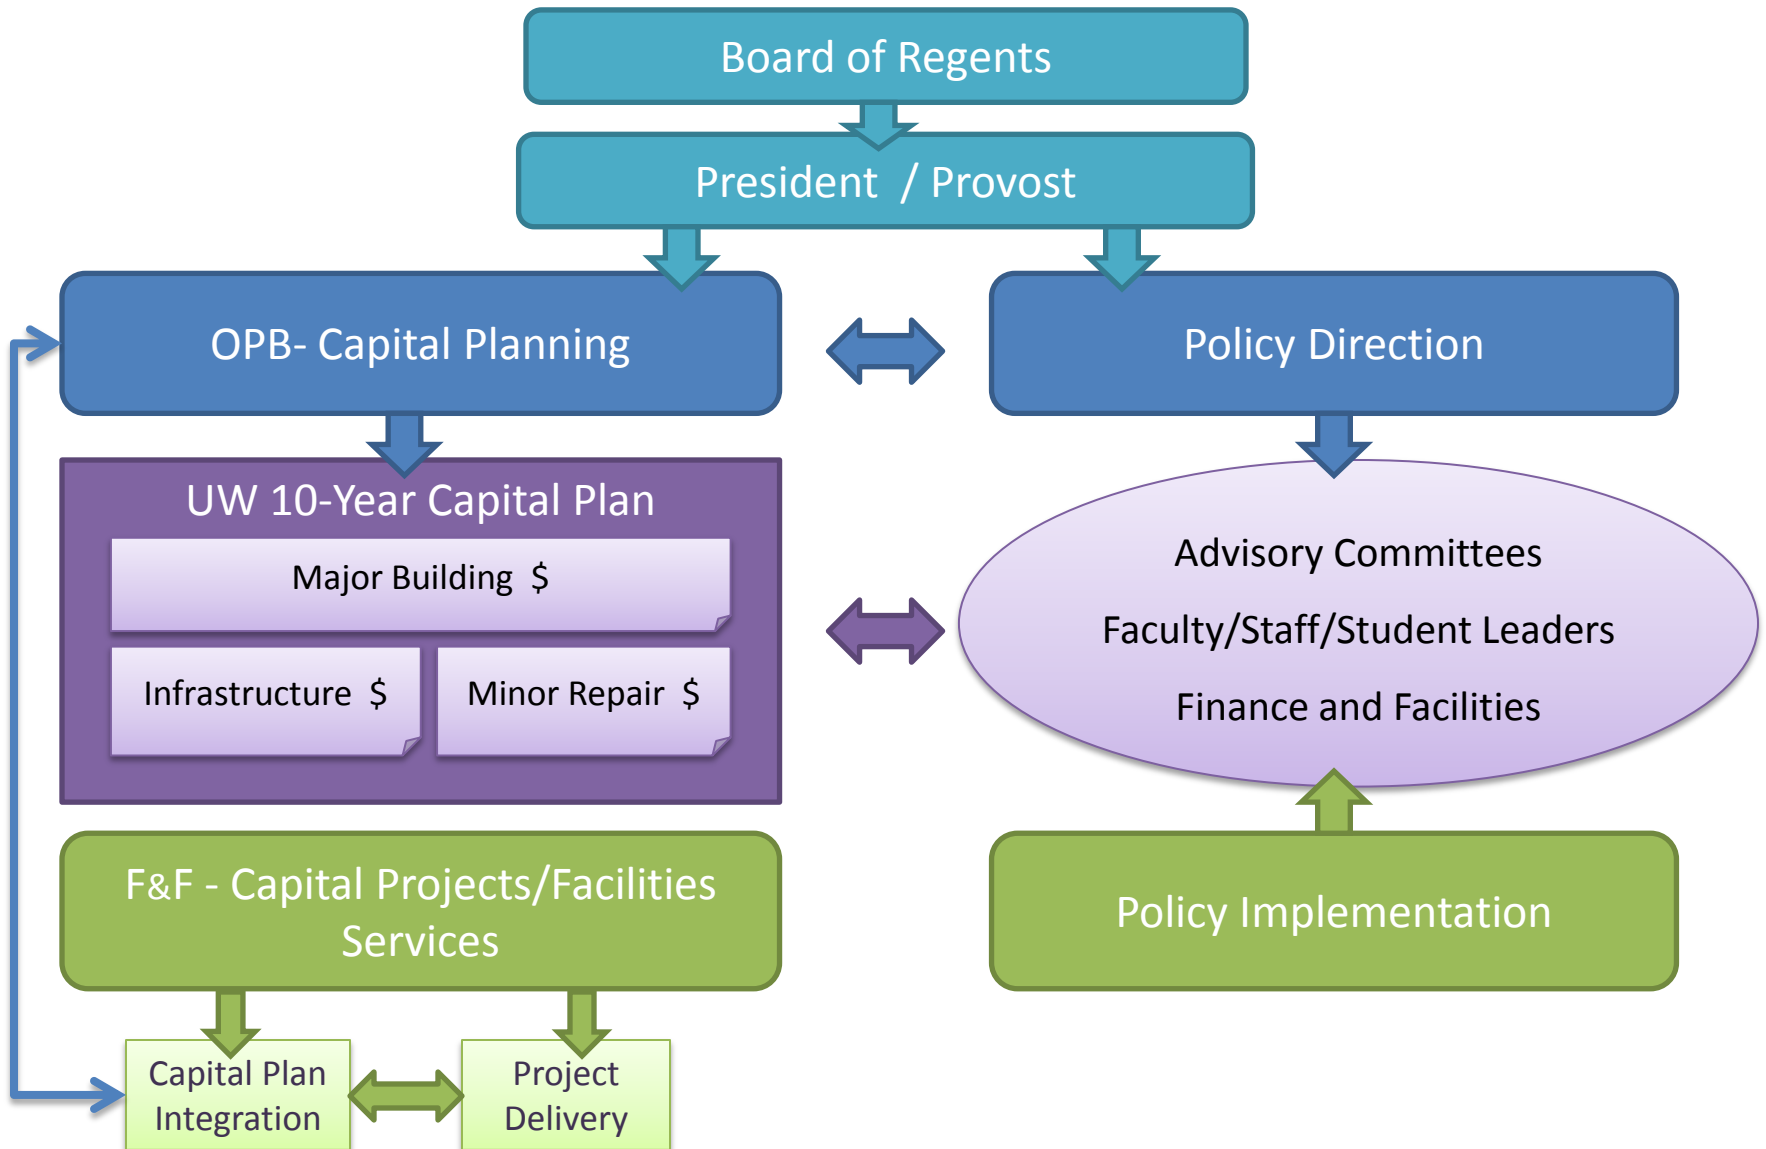 Board of Regents
President / Provost
OPB- Capital Planning
Policy Direction
UW 10-Year Capital Plan
Major Building $
Infrastructure $
Minor Repair $
Advisory Committees
Faculty/Staff/Student Leaders
Finance and Facilities
F&F - Capital Projects/Facilities
Services
Policy Implementation
Capital Plan
Integration
Project
Delivery